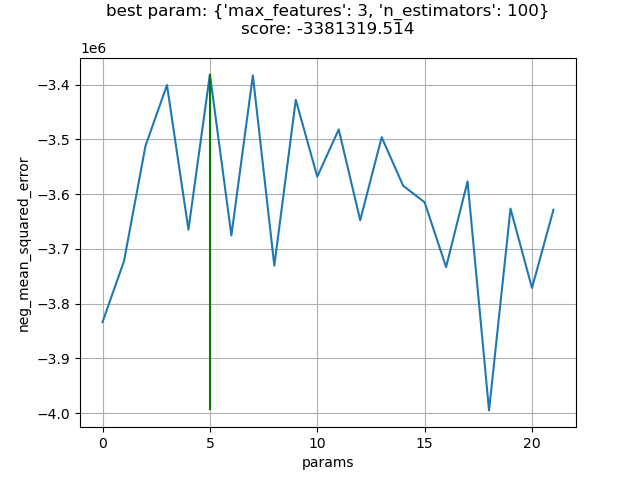 best param: {'max_features': 3, 'n_estimators': 100}
score: -3381319.514
1e6
−3.4
−3.5
−3.6
−3.7
−3.8
−3.9
−4.0
neg_mean_squared_error
0
5
10
15
20
params